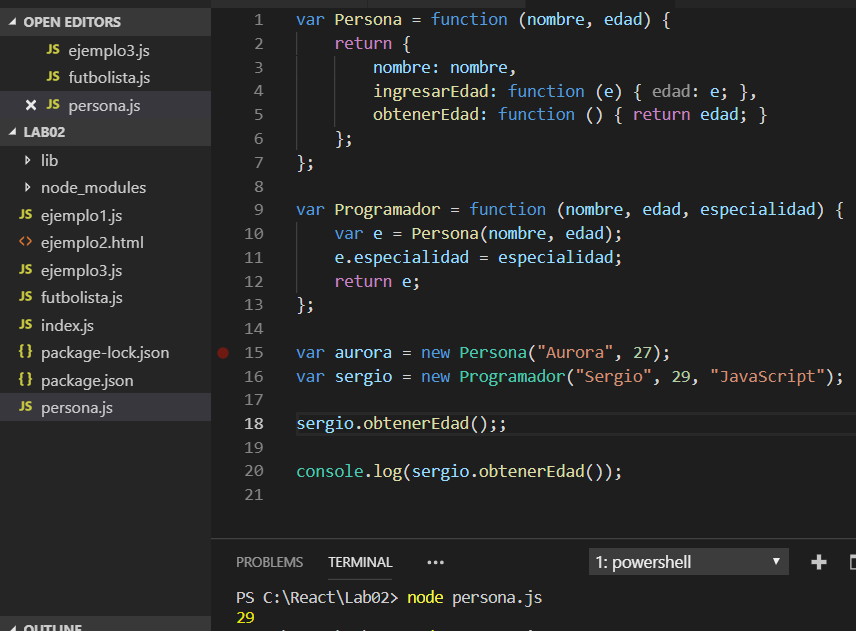 OPEN EDITORS
JS ejemplo3.js
JS futbolista.js
JS persona.js
LAB02
lib
node_modules
JS ejemplo1.js
<> ejemplo2.html
JS ejemplo3.js
JS futbolista.js
JS index.js
{} package-lock.json
{} package.json
JS persona.js
OUTLINE
1 var Persona = function (nombre, edad) {
2 return {
3 nombre: nombre,
4 ingresarEdad: function (e) { edad: e; },
5 obtenerEdad: function () { return edad; }
6 };
7 };
8
9 var Programador = function (nombre, edad, especialidad) {
10 var e = Persona(nombre, edad);
11 e.especialidad = especialidad;
12 return e;
13 };
14
15 var aurora = new Persona("Aurora", 27);
16 var sergio = new Programador("Sergio", 29, "JavaScript");
17
18 sergio.obtenerEdad();;
19
20 console.log(sergio.obtenerEdad());
21
PROBLEMS TERMINAL ••• 1: powershell
PS C:\React\Lab02> node persona.js
29